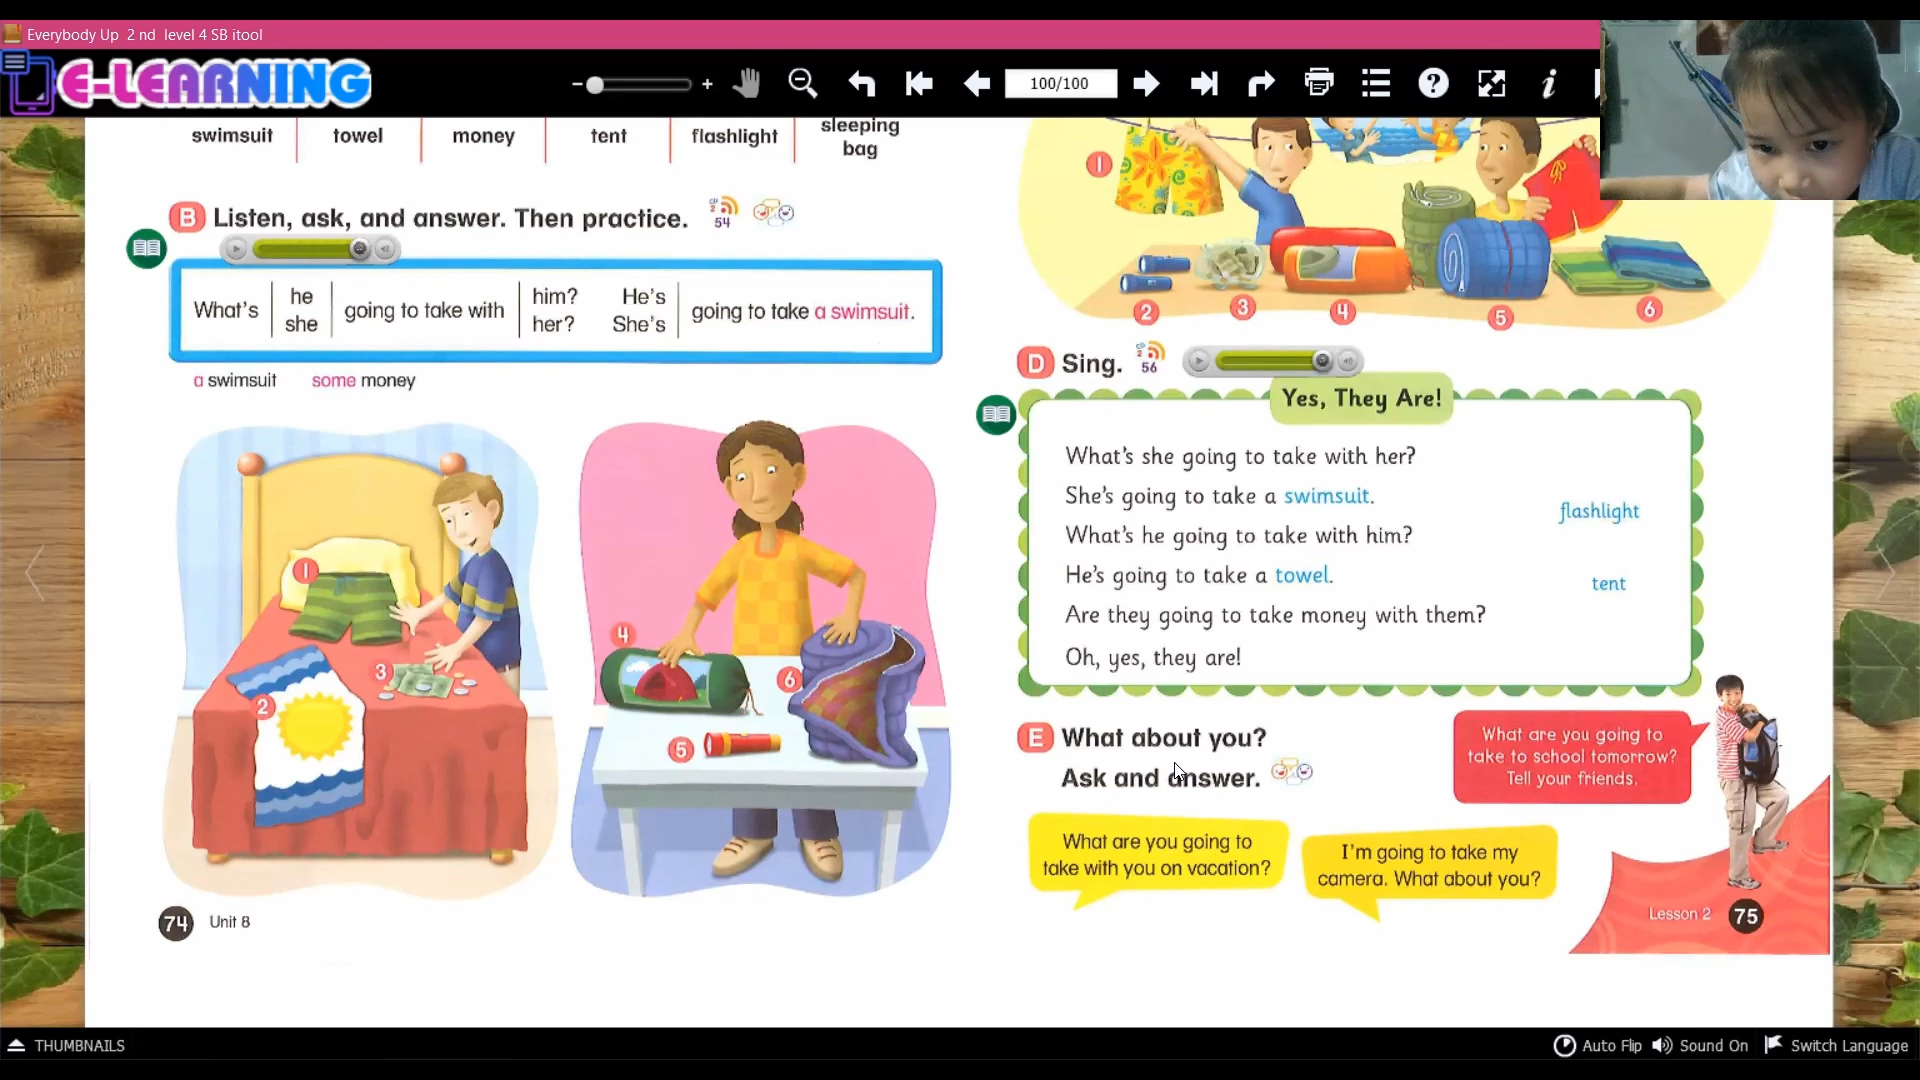 Everybody Up 2 nd level 4 SB itool
E-LEARNING
100/100
swimsuit
towel
money
tent
flashlight
sleeping
bag
B Listen, ask, and answer. Then practice.
CD
2
54
What's
he
she
going to take with
him?
her?
He's
She's
going to take a swimsuit.
a swimsuit some money
1
2
3
4
5
6
74 Unit 8
1
2
3
4
5
6
D Sing.
CD
2
56
Yes, They Are!
What's she going to take with her?
She's going to take a swimsuit.
flashlight
What's he going to take with him?
He's going to take a towel.
tent
Are they going to take money with them?
Oh, yes, they are!
E What about you?
Ask and answer.
What are you going to
take to school tomorrow?
Tell your friends.
What are you going to
take with you on vacation?
I'm going to take my
camera. What about you?
Lesson 2 75
THUMBNAILS
Auto Flip
Sound On
Switch Language